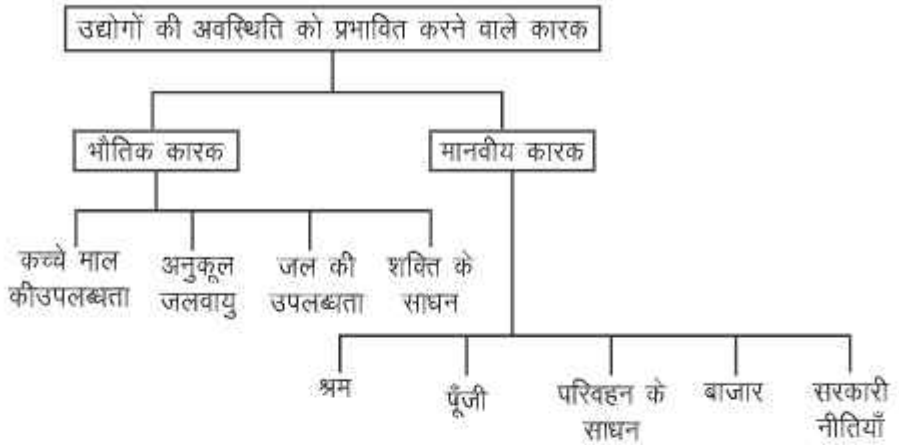 उद्योगों की अवस्थिति को प्रभावित करने वाले कारक
भौतिक कारक
मानवीय कारक
कच्चे माल
कीउपलब्धता
अनुकूल
जलवायु
जल की
उपलब्धता
शक्ति के
साधन
श्रम
पूँजी
परिवहन के
साधन
बाजार
सरकारी
नीतियाँ